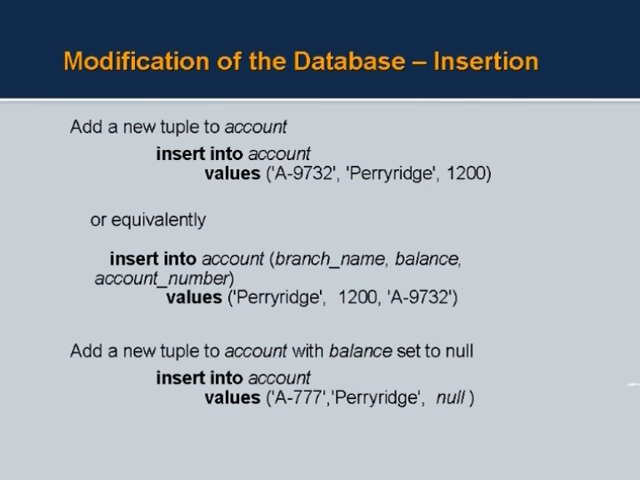 Modification of the Database – Insertion
Add a new tuple to account
insert into account
values ('A-9732', 'Perryridge', 1200)
or equivalently
insert into account (branch_name, balance,
account_number)
values ('Perryridge', 1200, 'A-9732')
Add a new tuple to account with balance set to null
insert into account
values ('A-777','Perryridge', null )